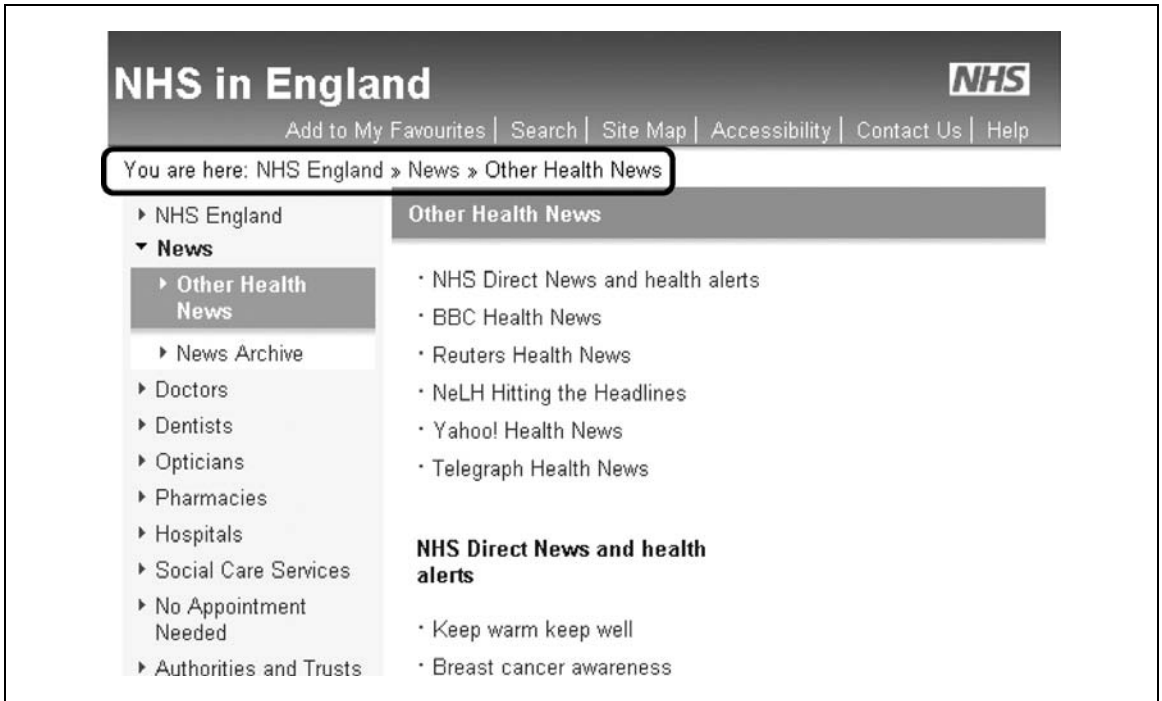 NHS in England
NHS
Add to My Favourites | Search | Site Map | Accessibility | Contact Us | Help
You are here: NHS England » News » Other Health News
NHS England
News
Other Health
News
News Archive
Doctors
Dentists
Opticians
Pharmacies
Hospitals
Social Care Services
No Appointment
Needed
Authorities and Trusts
Other Health News
· NHS Direct News and health alerts
· BBC Health News
· Reuters Health News
· NeLH Hitting the Headlines
· Yahoo! Health News
· Telegraph Health News
NHS Direct News and health
alerts
· Keep warm keep well
· Breast cancer awareness